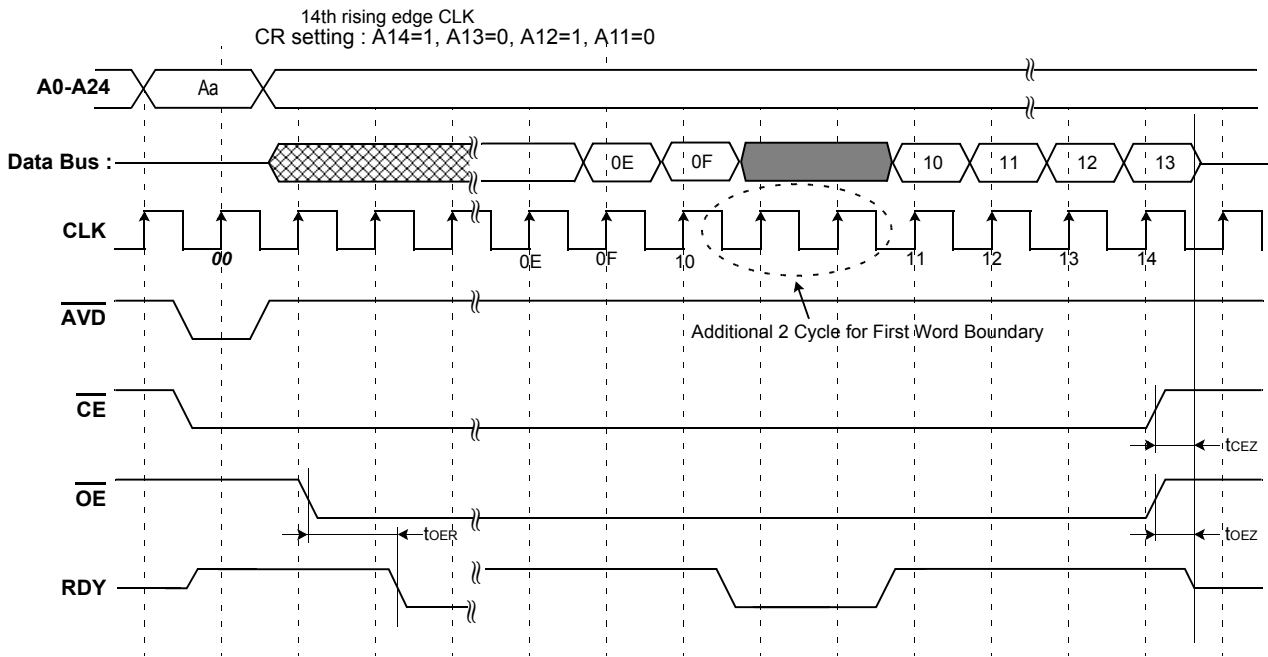 14th rising edge CLK
CR setting : A14=1, A13=0, A12=1, A11=0
A0-A24
Aa
Data Bus :
0E 0F 10 11 12 13
CLK
00 0E 0F 10 11 12 13 14
AVD
Additional 2 Cycle for First Word Boundary
CE
tCEZ
OE
tOER
tOEZ
RDY